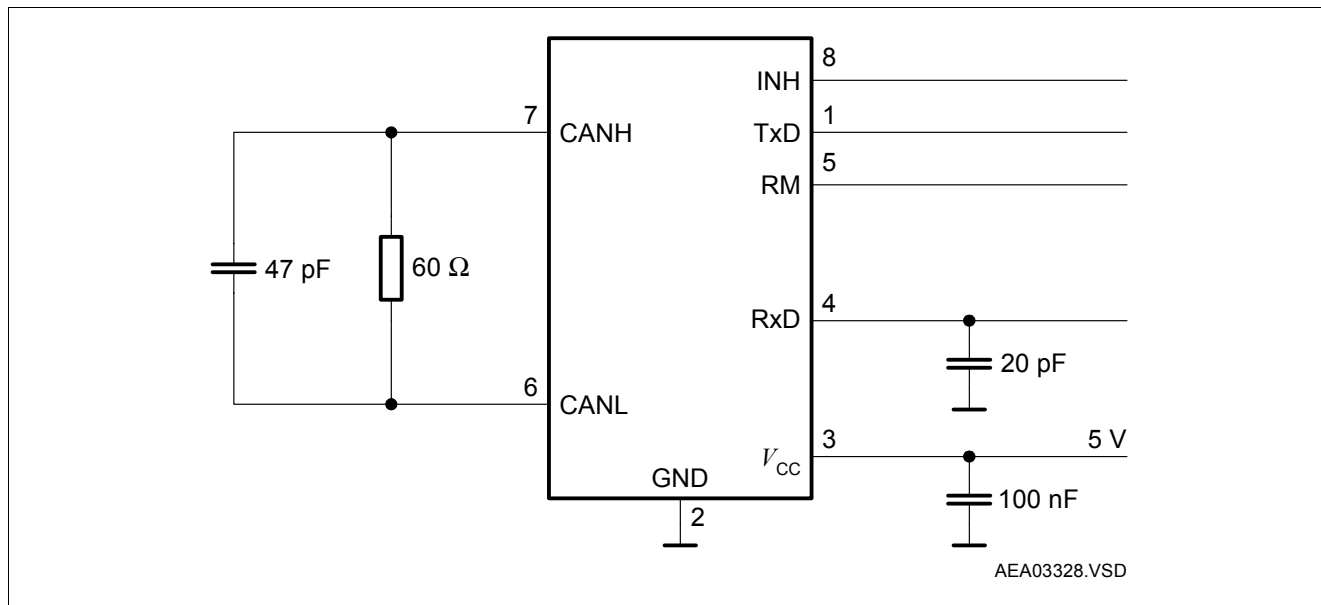 8
INH
7
1
CANH
TxD
5
RM
47 pF
60 Ω
4
RxD
20 pF
6
CANL
3
5 V
VCC
GND
100 nF
2
AEA03328.VSD